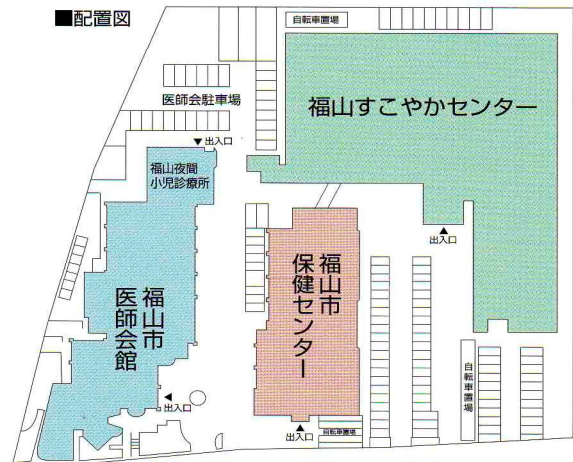 ■配置図
自転車置場
医師会駐車場
福山すこやかセンター
▼出入口
福山夜間
小児診療所
▲
出入口
福山市
医師会館
福山市
保健センター
◀
出入口
自転車置場
▲
出入口
自転車置場